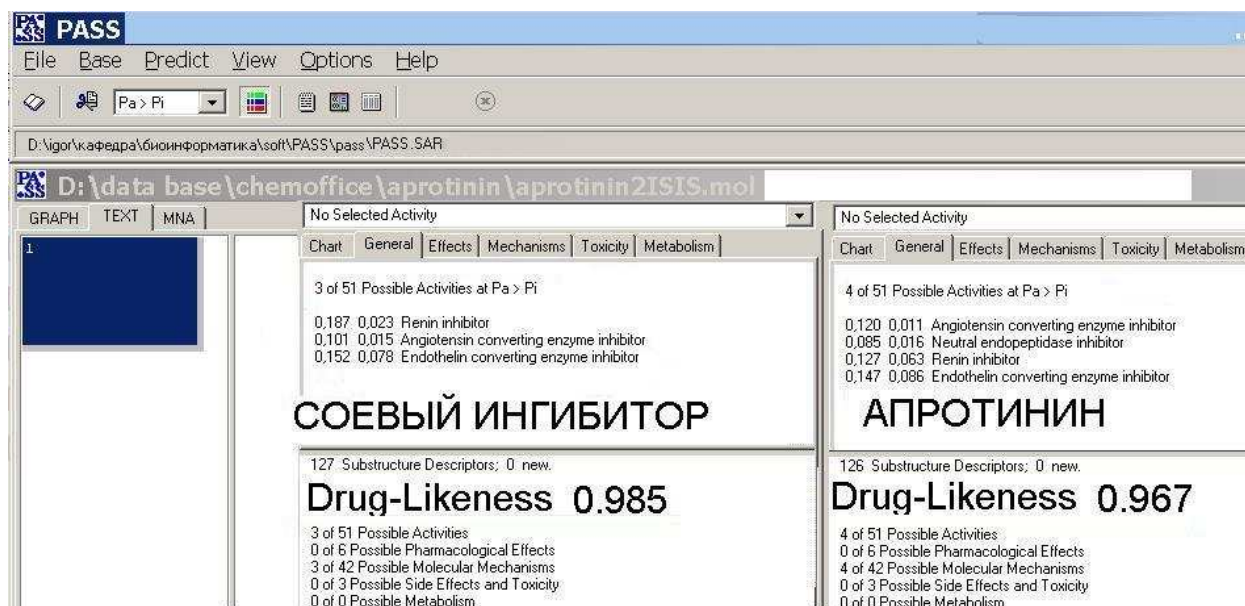 PASS
File Base Predict View Options Help
Pa > Pi
D:\igor\кафедра\биоинформатика\soft\PASS\pass\PASS.SAR
D:\data base\chemoffice\aprotinin\aprotinin2ISIS.mol
GRAPH TEXT MNA
1
No Selected Activity
Chart General Effects Mechanisms Toxicity Metabolism
3 of 51 Possible Activities at Pa > Pi
0,187 0,023 Renin inhibitor
0,101 0,015 Angiotensin converting enzyme inhibitor
0,152 0,078 Endothelin converting enzyme inhibitor
СОЕВЫЙ ИНГИБИТОР
127 Substructure Descriptors; 0 new.
Drug-Likeness 0.985
3 of 51 Possible Activities
0 of 6 Possible Pharmacological Effects
3 of 42 Possible Molecular Mechanisms
0 of 3 Possible Side Effects and Toxicity
0 of 0 Possible Metabolism
No Selected Activity
Chart General Effects Mechanisms Toxicity Metabolism
4 of 51 Possible Activities at Pa > Pi
0,120 0,011 Angiotensin converting enzyme inhibitor
0,085 0,016 Neutral endopeptidase inhibitor
0,127 0,063 Renin inhibitor
0,147 0,086 Endothelin converting enzyme inhibitor
АПРОТИНИН
126 Substructure Descriptors; 0 new.
Drug-Likeness 0.967
4 of 51 Possible Activities
0 of 6 Possible Pharmacological Effects
4 of 42 Possible Molecular Mechanisms
0 of 3 Possible Side Effects and Toxicity
0 of 0 Possible Metabolism